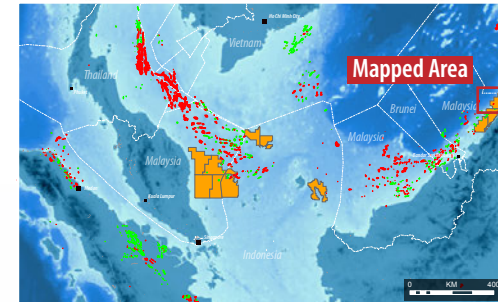 Ho Chi Minh City
Vietnam
Thailand
Mapped Area
Brunei
Malaysia
Malaysia
Malaysia
Kuala Lumpur
Indonesia
0 KM 400